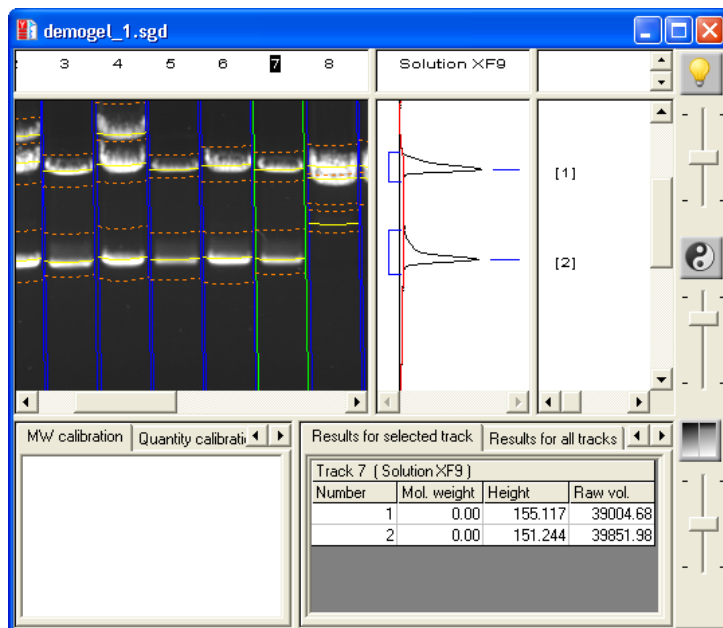 demogel_1.sgd
3 4 5 6 7 8 Solution XF9
[1]
[2]
MW calibration Quantity calibrati Results for selected track Results for all tracks
Track 7 ( Solution XF9 )
Number Mol. weight Height Raw vol.
1 0.00 155.117 39004.68
2 0.00 151.244 39851.98